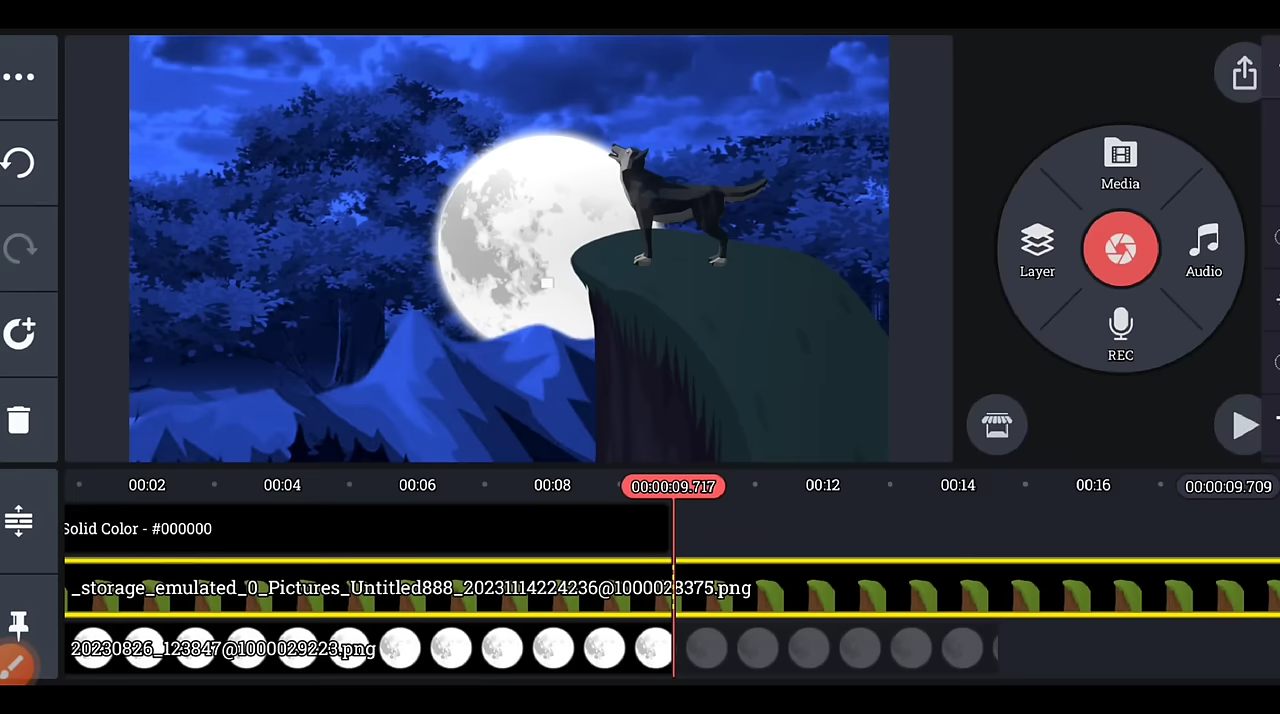 Media
Layer
Audio
REC
00:02
00:04
00:06
00:08
00:00:09.717
00:12
00:14
00:16
00:00:09.709
Solid Color - #000000
_storage_emulated_0_Pictures_Untitled888_20231114224236@1000028375.png
20230826_123847@1000029223.png